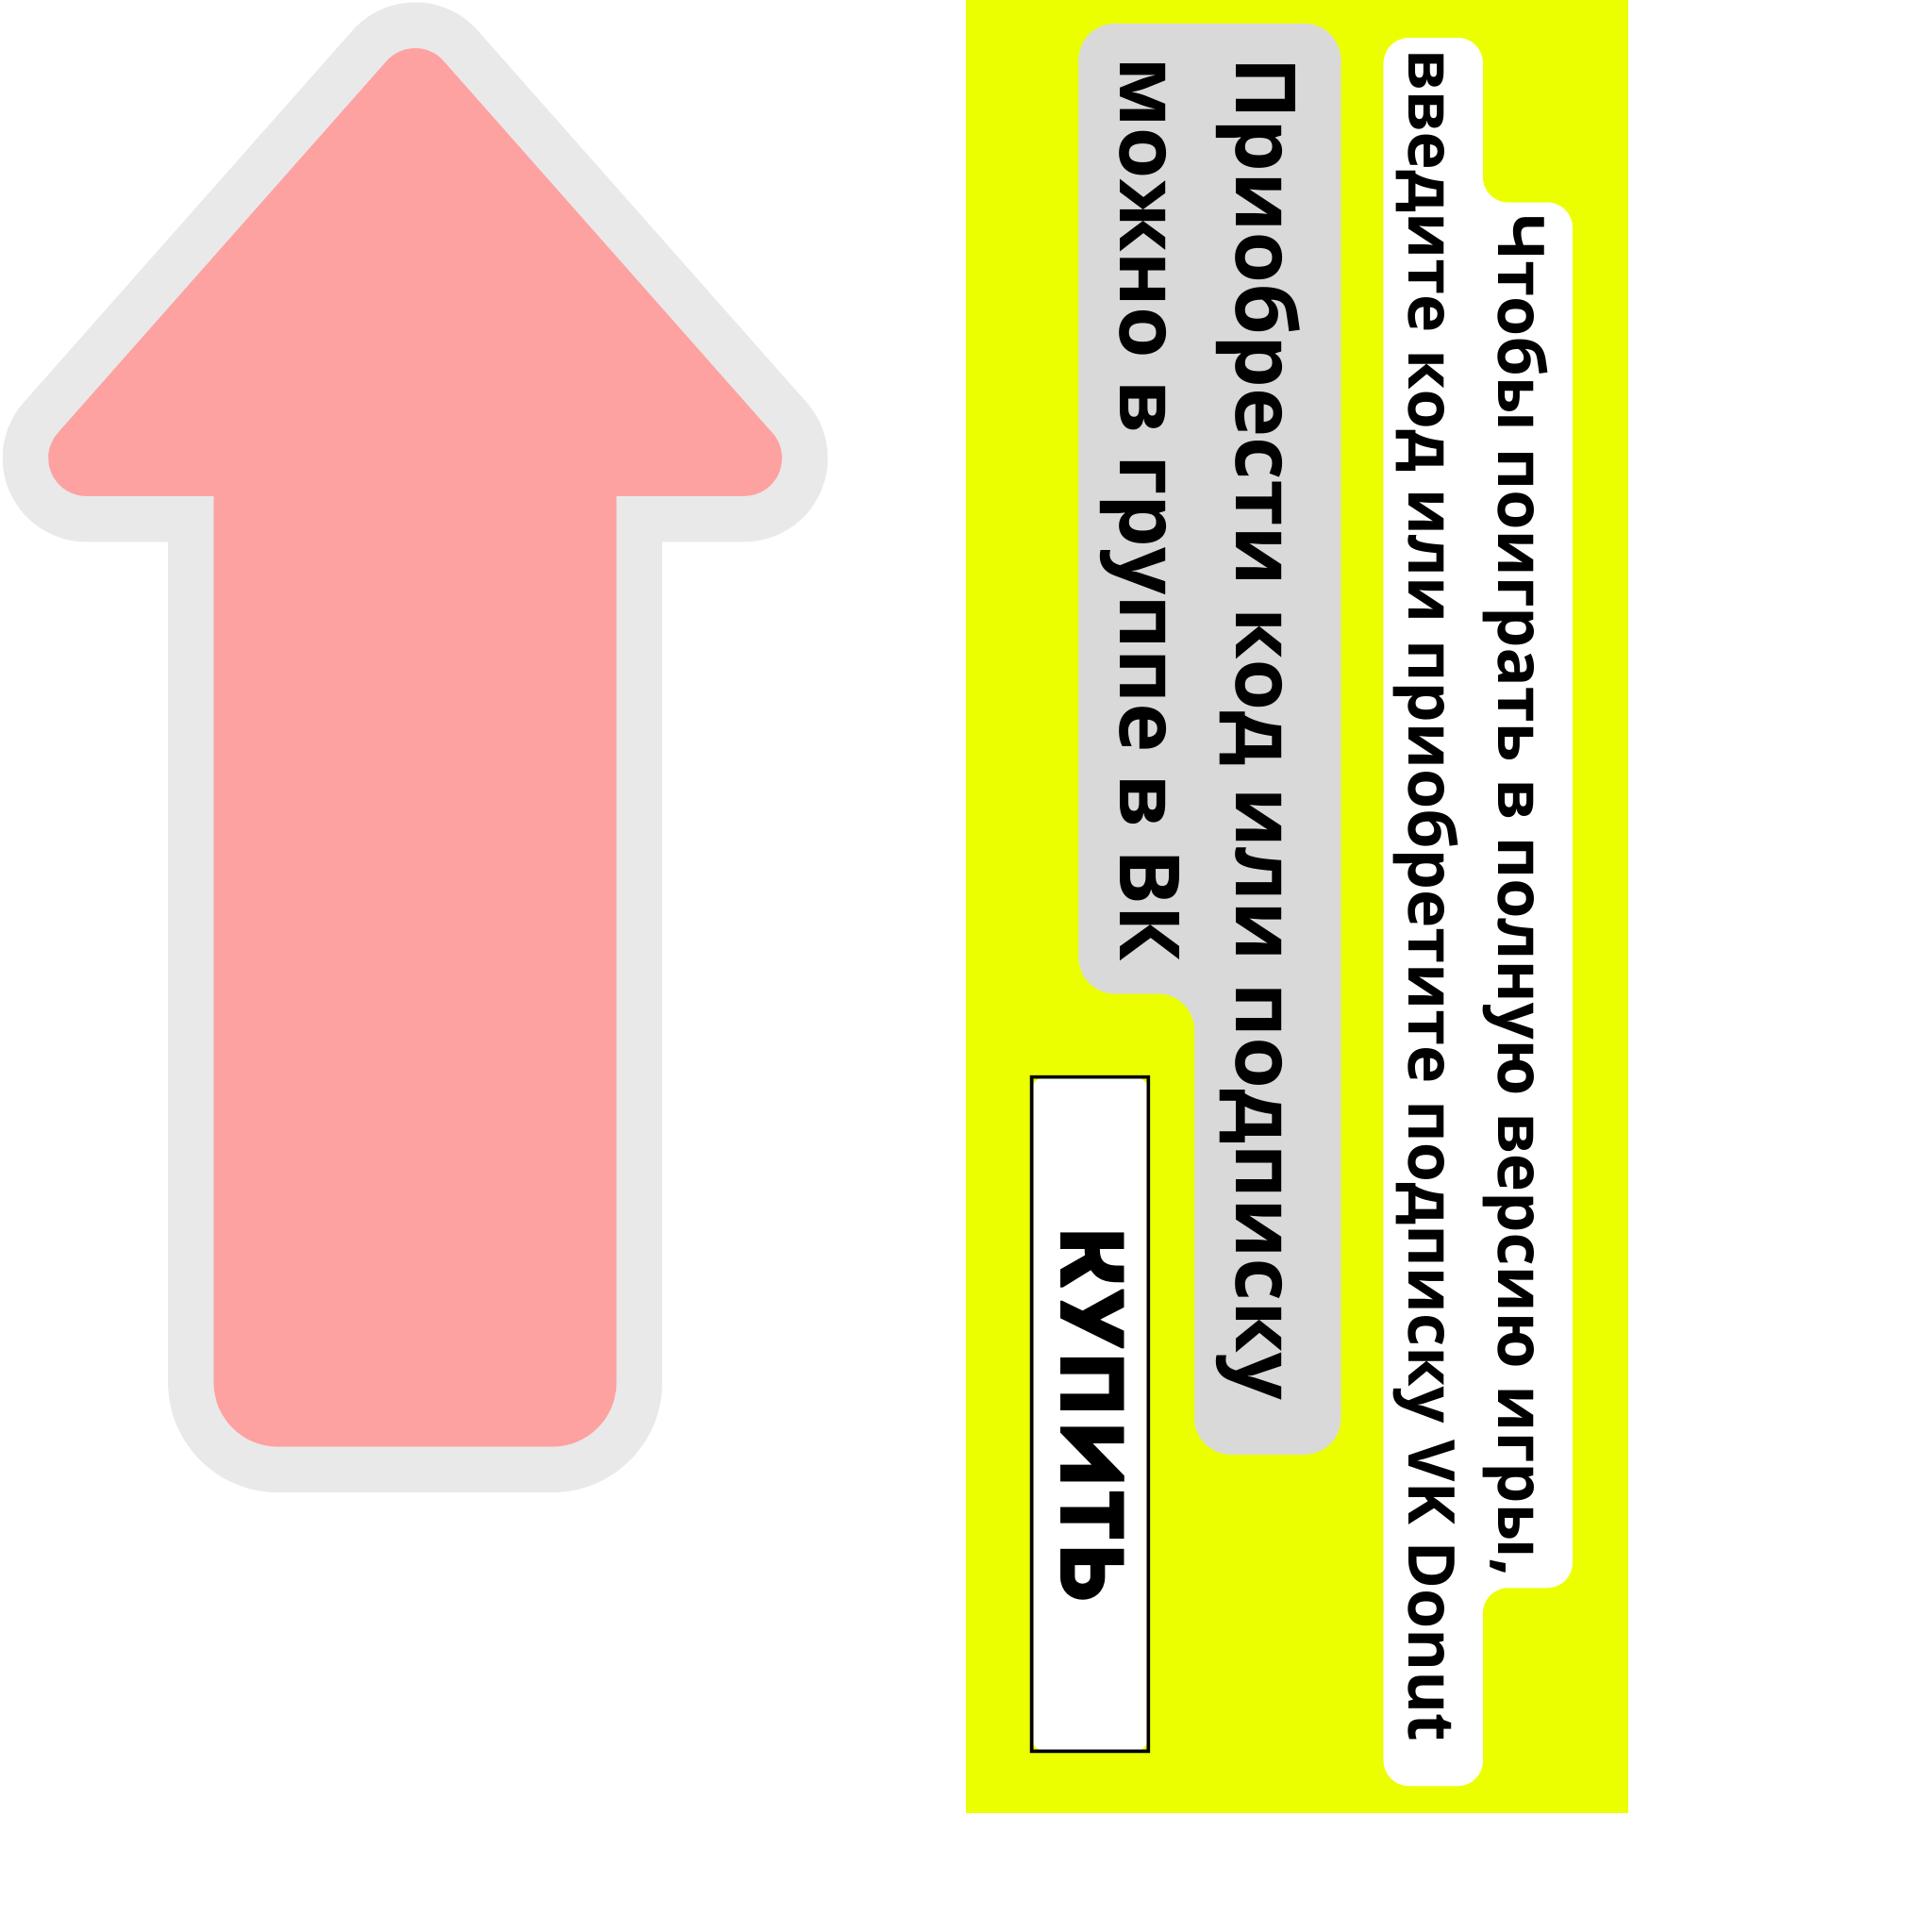 Чтобы поиграть в полную версию игры,
введите код или приобретите подписку VK Donut
Приобрести код или подписку
можно в группе в ВК
КУПИТЬ